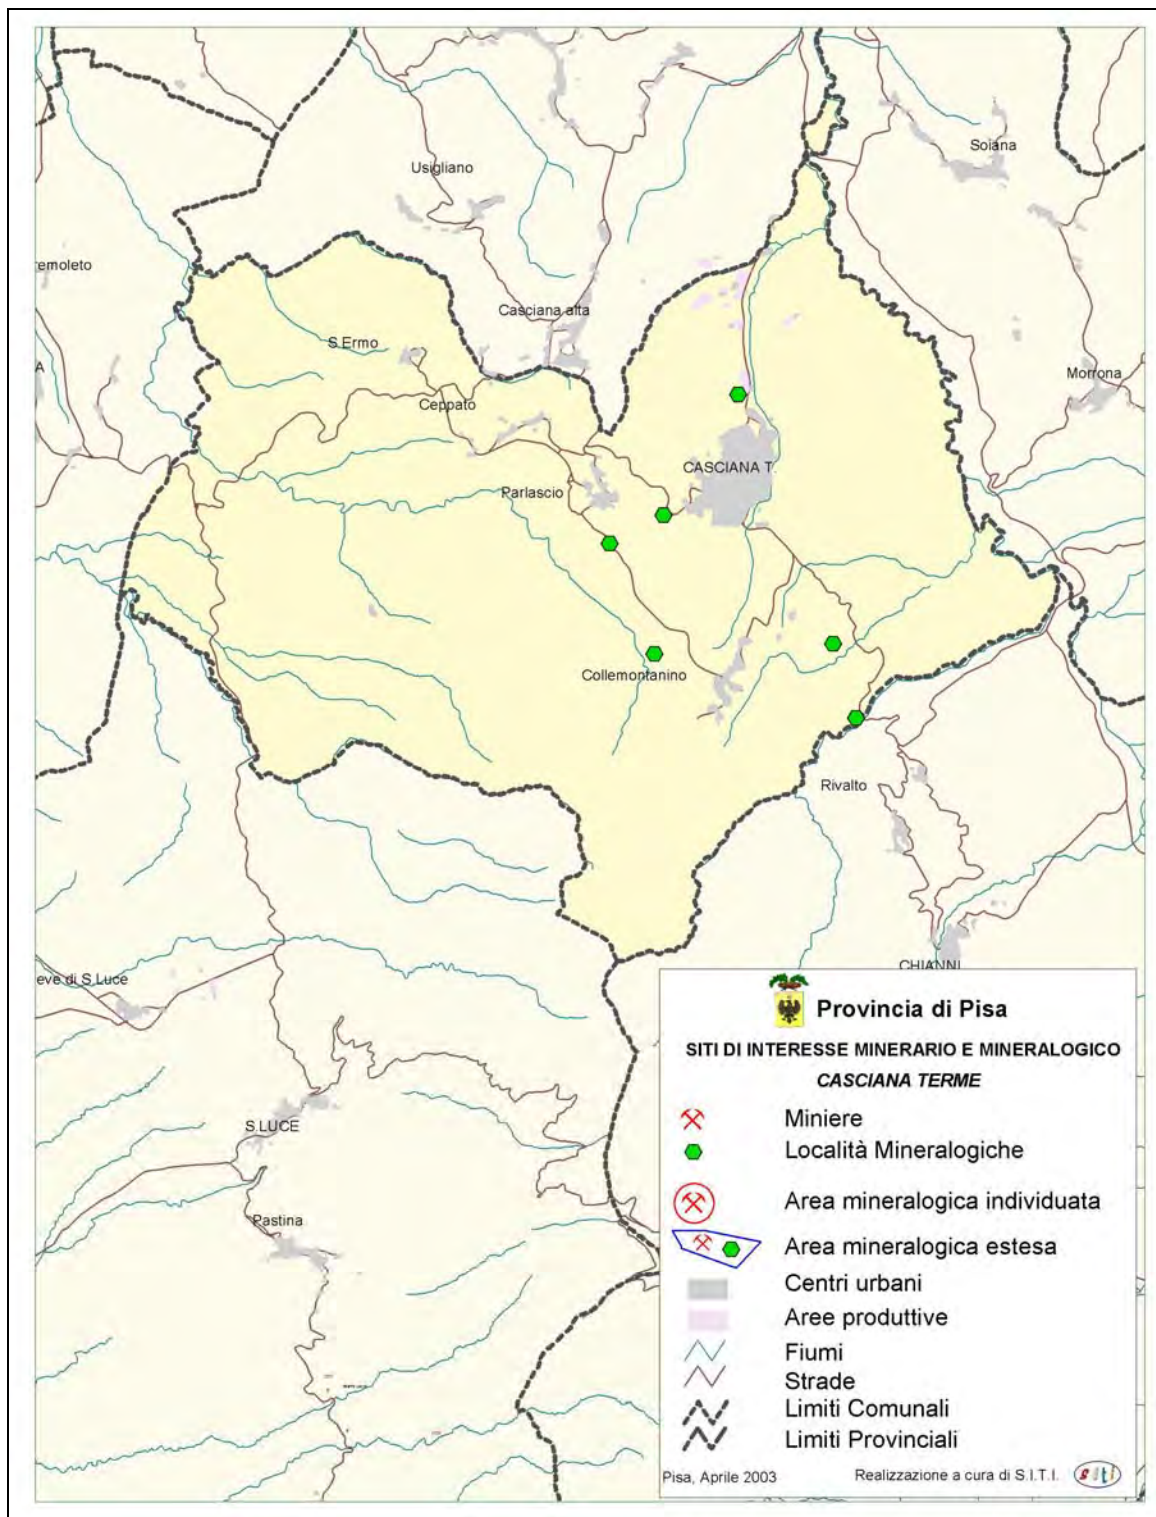 Soiana
Usigliano
remoleto
Casciana alta
S.Ermo
A
Morrona
Ceppato
CASCIANA T.
Parlascio
Collemontanino
Rivalto
CHIANNI
eve di S.Luce
S.LUCE
Pastina
Provincia di Pisa
SITI DI INTERESSE MINERARIO E MINERALOGICO
CASCIANA TERME
Miniere
Località Mineralogiche
Area mineralogica individuata
Area mineralogica estesa
Centri urbani
Aree produttive
Fiumi
Strade
Limiti Comunali
Limiti Provinciali
Pisa, Aprile 2003
Realizzazione a cura di S.I.T.I.
siti